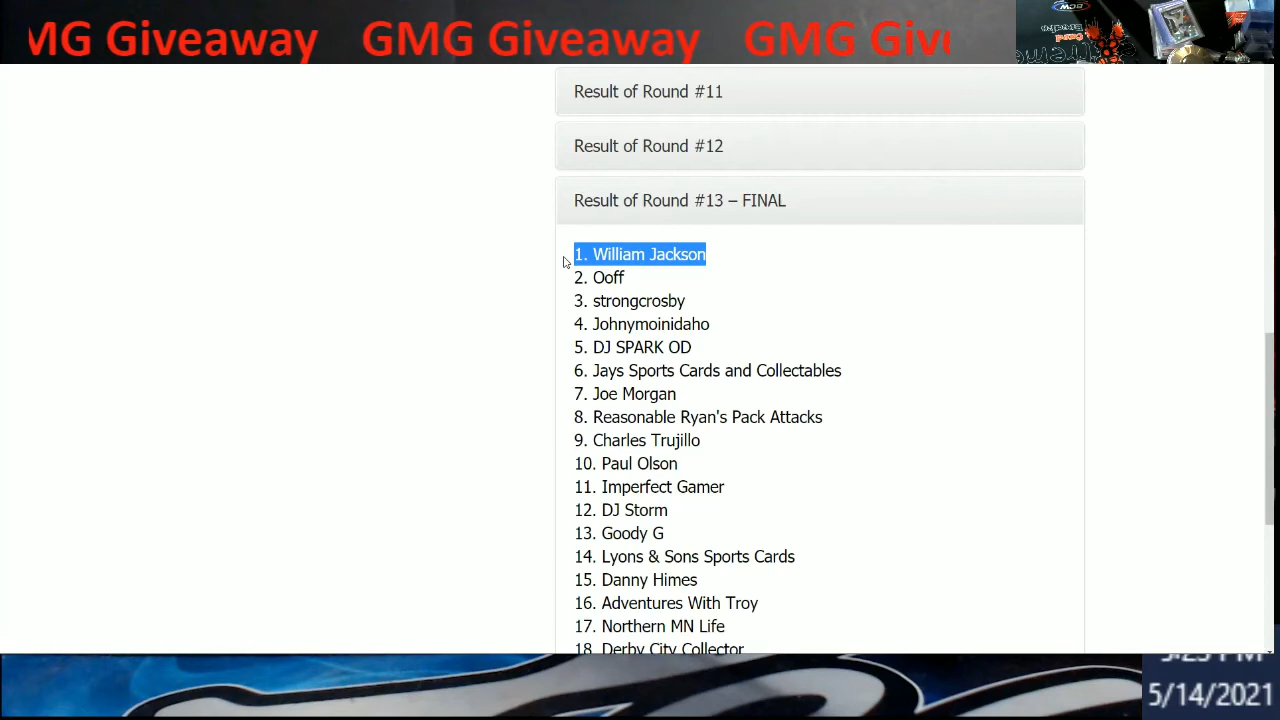 MG Giveaway GMG Giveaway GMG Giv
Result of Round #11
Result of Round #12
Result of Round #13 – FINAL
1. William Jackson
2. Ooff
3. strongcrosby
4. Johnymoinidaho
5. DJ SPARK OD
6. Jays Sports Cards and Collectables
7. Joe Morgan
8. Reasonable Ryan's Pack Attacks
9. Charles Trujillo
10. Paul Olson
11. Imperfect Gamer
12. DJ Storm
13. Goody G
14. Lyons & Sons Sports Cards
15. Danny Himes
16. Adventures With Troy
17. Northern MN Life
18. Derby City Collector
5/14/2021